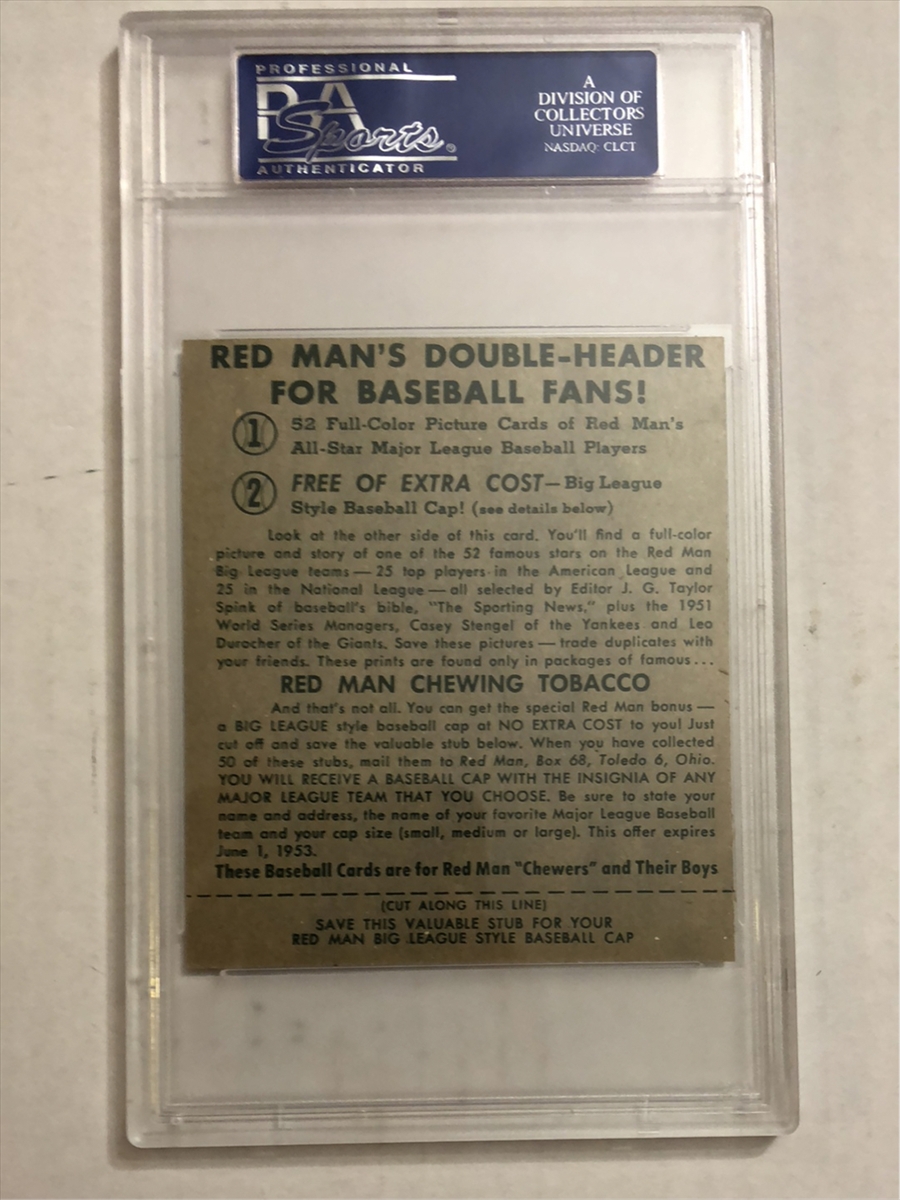 PROFESSIONAL
PSA
Sports®
AUTHENTICATOR
A
DIVISION OF
COLLECTORS
UNIVERSE
NASDAQ: CLCT
RED MAN'S DOUBLE-HEADER
FOR BASEBALL FANS!
1 52 Full-Color Picture Cards of Red Man's
All-Star Major League Baseball Players
2 FREE OF EXTRA COST—Big League
Style Baseball Cap! (see details below)
Look at the other side of this card. You'll find a full-color
picture and story of one of the 52 famous stars on the Red Man
Big League teams — 25 top players in the American League and
25 in the National League — all selected by Editor J. G. Taylor
Spink of baseball's bible, "The Sporting News," plus the 1951
World Series Managers, Casey Stengel of the Yankees and Leo
Durocher of the Giants. Save these pictures — trade duplicates with
your friends. These prints are found only in packages of famous...
RED MAN CHEWING TOBACCO
And that's not all. You can get the special Red Man bonus —
a BIG LEAGUE style baseball cap at NO EXTRA COST to you! Just
cut off and save the valuable stub below. When you have collected
50 of these stubs, mail them to Red Man, Box 68, Toledo 6, Ohio.
YOU WILL RECEIVE A BASEBALL CAP WITH THE INSIGNIA OF ANY
MAJOR LEAGUE TEAM THAT YOU CHOOSE. Be sure to state your
name and address, the name of your favorite Major League Baseball
team and your cap size (small, medium or large). This offer expires
June 1, 1953.
These Baseball Cards are for Red Man "Chewers" and Their Boys
(CUT ALONG THIS LINE)
SAVE THIS VALUABLE STUB FOR YOUR
RED MAN BIG LEAGUE STYLE BASEBALL CAP